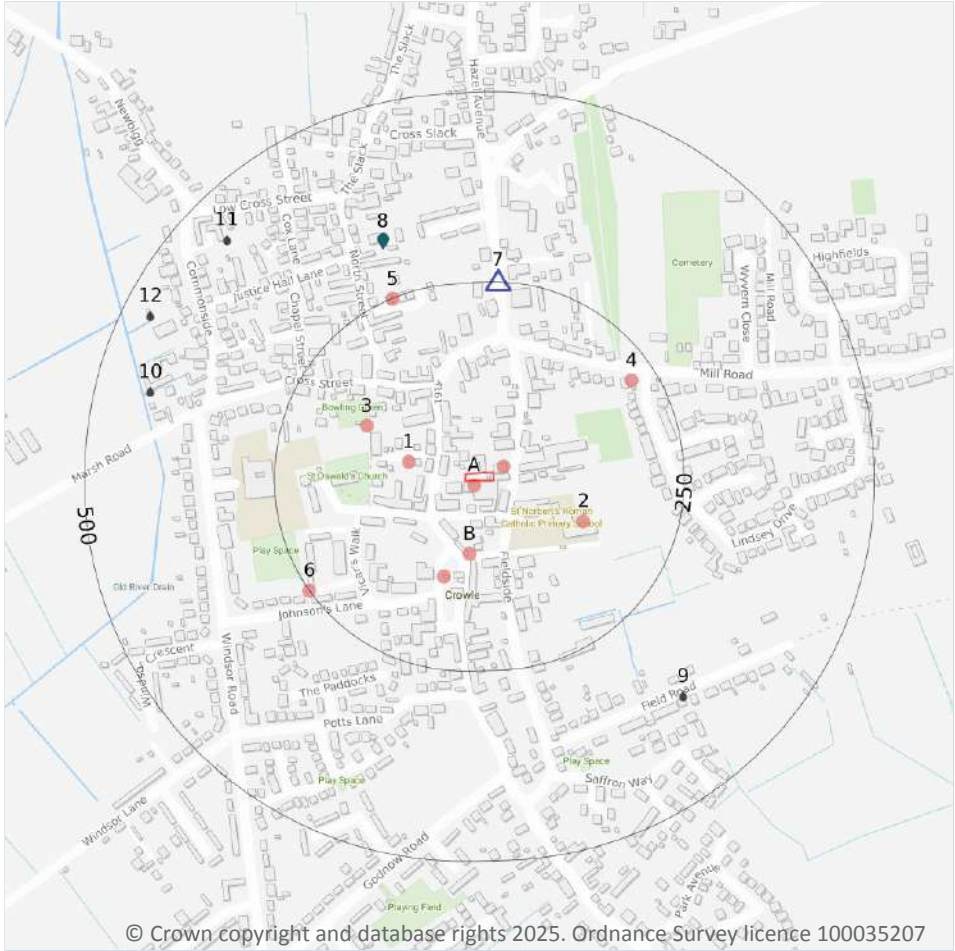 The Slack
Hazel Avenue
Newbigg
Cross Slack
The Slack
Low Cross Street
11
Cox Lane
8
Cemetery
Highfields
Commonside
Justice Hall Lane
North Street
7
Wyvern Close
Mill Road
5
12
Chapel Street
10
Cross Street
4
Mill Road
A161
Bowling Green
3
Marsh Road
1
A
St Oswald's Church
250
2
St Norbert's Roman
Catholic Primary School
500
Lindsey Drive
Play Space
Vicar's Walk
B
Fieldside
Old River Drain
6
Crowle
Johnson's Lane
Crescent
Windsor
Windsor Road
The Paddocks
9
Field Road
Potts Lane
Play Space
Play Space
Saffron Way
Windsor Lane
Godnow Road
Park Avenue
Playing Field
© Crown copyright and database rights 2025. Ordnance Survey licence 100035207